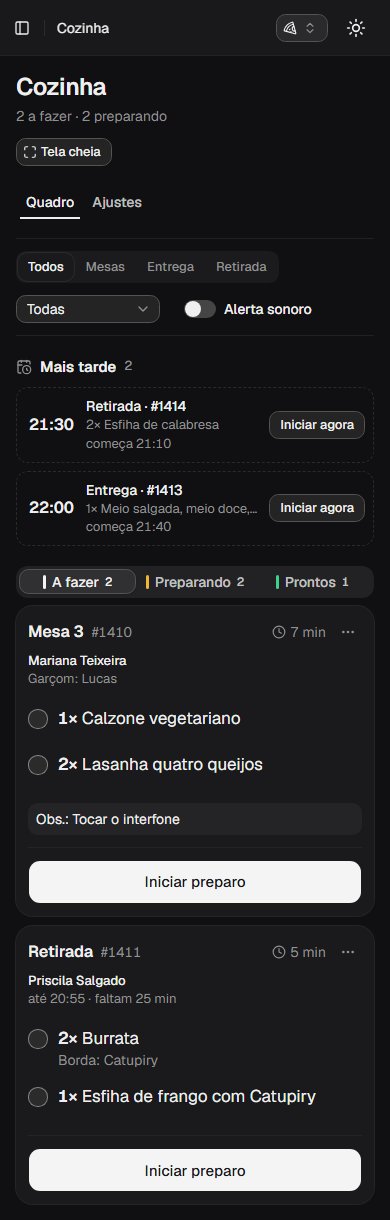 Cozinha
Cozinha
2 a fazer · 2 preparando
Tela cheia
Quadro Ajustes
Todos Mesas Entrega Retirada
Todas Alerta sonoro
Mais tarde 2
21:30
Retirada · #1414
2× Esfiha de calabresa
começa 21:10
Iniciar agora
22:00
Entrega · #1413
1× Meio salgada, meio doce,...
começa 21:40
Iniciar agora
A fazer 2 Preparando 2 Prontos 1
Mesa 3 #1410 7 min
Mariana Teixeira
Garçom: Lucas
1× Calzone vegetariano
2× Lasanha quatro queijos
Obs.: Tocar o interfone
Iniciar preparo
Retirada #1411 5 min
Priscila Salgado
até 20:55 · faltam 25 min
2× Burrata
Borda: Catupiry
1× Esfiha de frango com Catupiry
Iniciar preparo